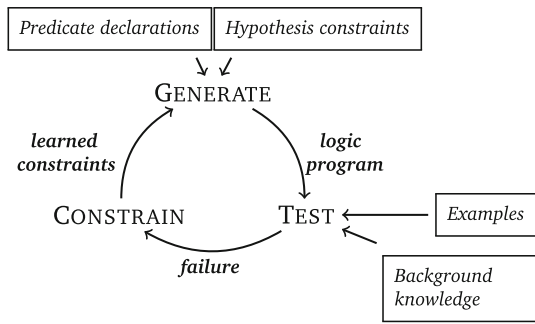 Predicate declarations
Hypothesis constraints
GENERATE
learned
constraints
logic
program
CONSTRAIN
TEST
Examples
failure
Background
knowledge